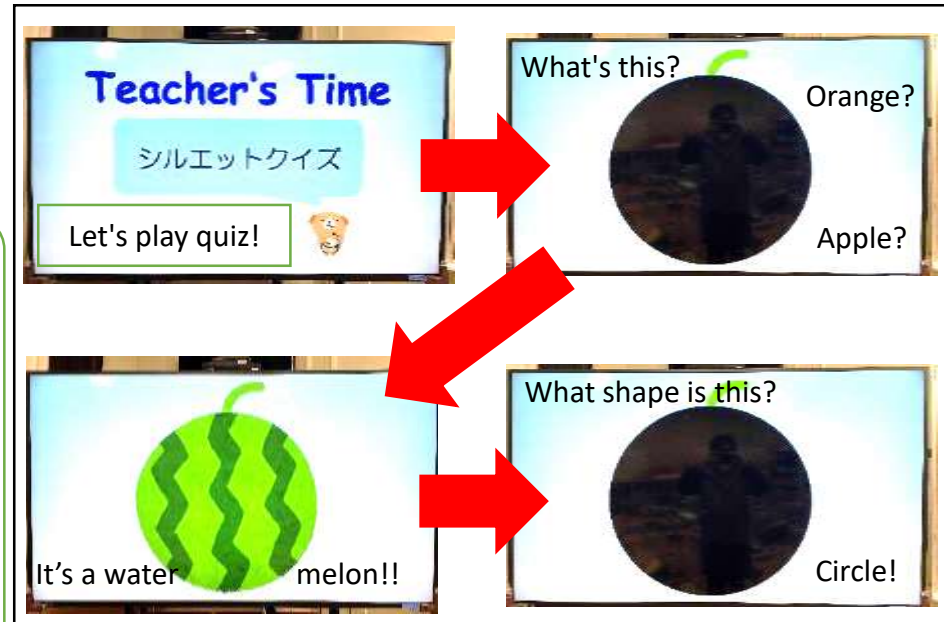 Teacher's Time
シルエットクイズ
Let's play quiz!
What's this?
Orange?
Apple?
It's a water melon!!
What shape is this?
Circle!